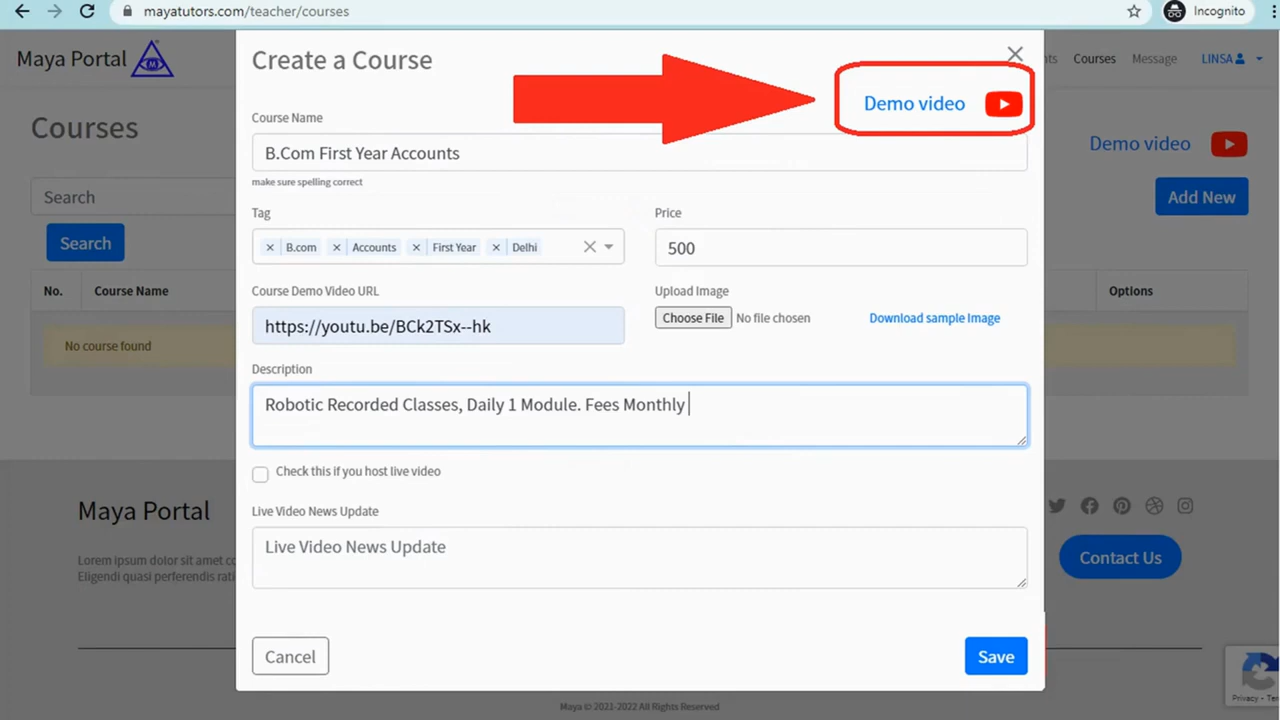 mayatutors.com/teacher/courses
Incognito
Maya Portal
Courses
Message
LINSA
Create a Course
Demo video
Courses
Demo video
Course Name
B.Com First Year Accounts
make sure spelling correct
Search
Add New
Search
Tag
Price
B.com
Accounts
First Year
Delhi
500
No.
Course Name
Options
Course Demo Video URL
Upload Image
https://youtu.be/BCk2TSx--hk
Choose File No file chosen
Download sample Image
No course found
Description
Robotic Recorded Classes, Daily 1 Module. Fees Monthly
Check this if you host live video
Maya Portal
Live Video News Update
Live Video News Update
Lorem ipsum dolor sit amet
Eligendi quasi perferendis
Contact Us
Cancel
Save
Maya © 2021-2022 All Rights Reserved
Privacy